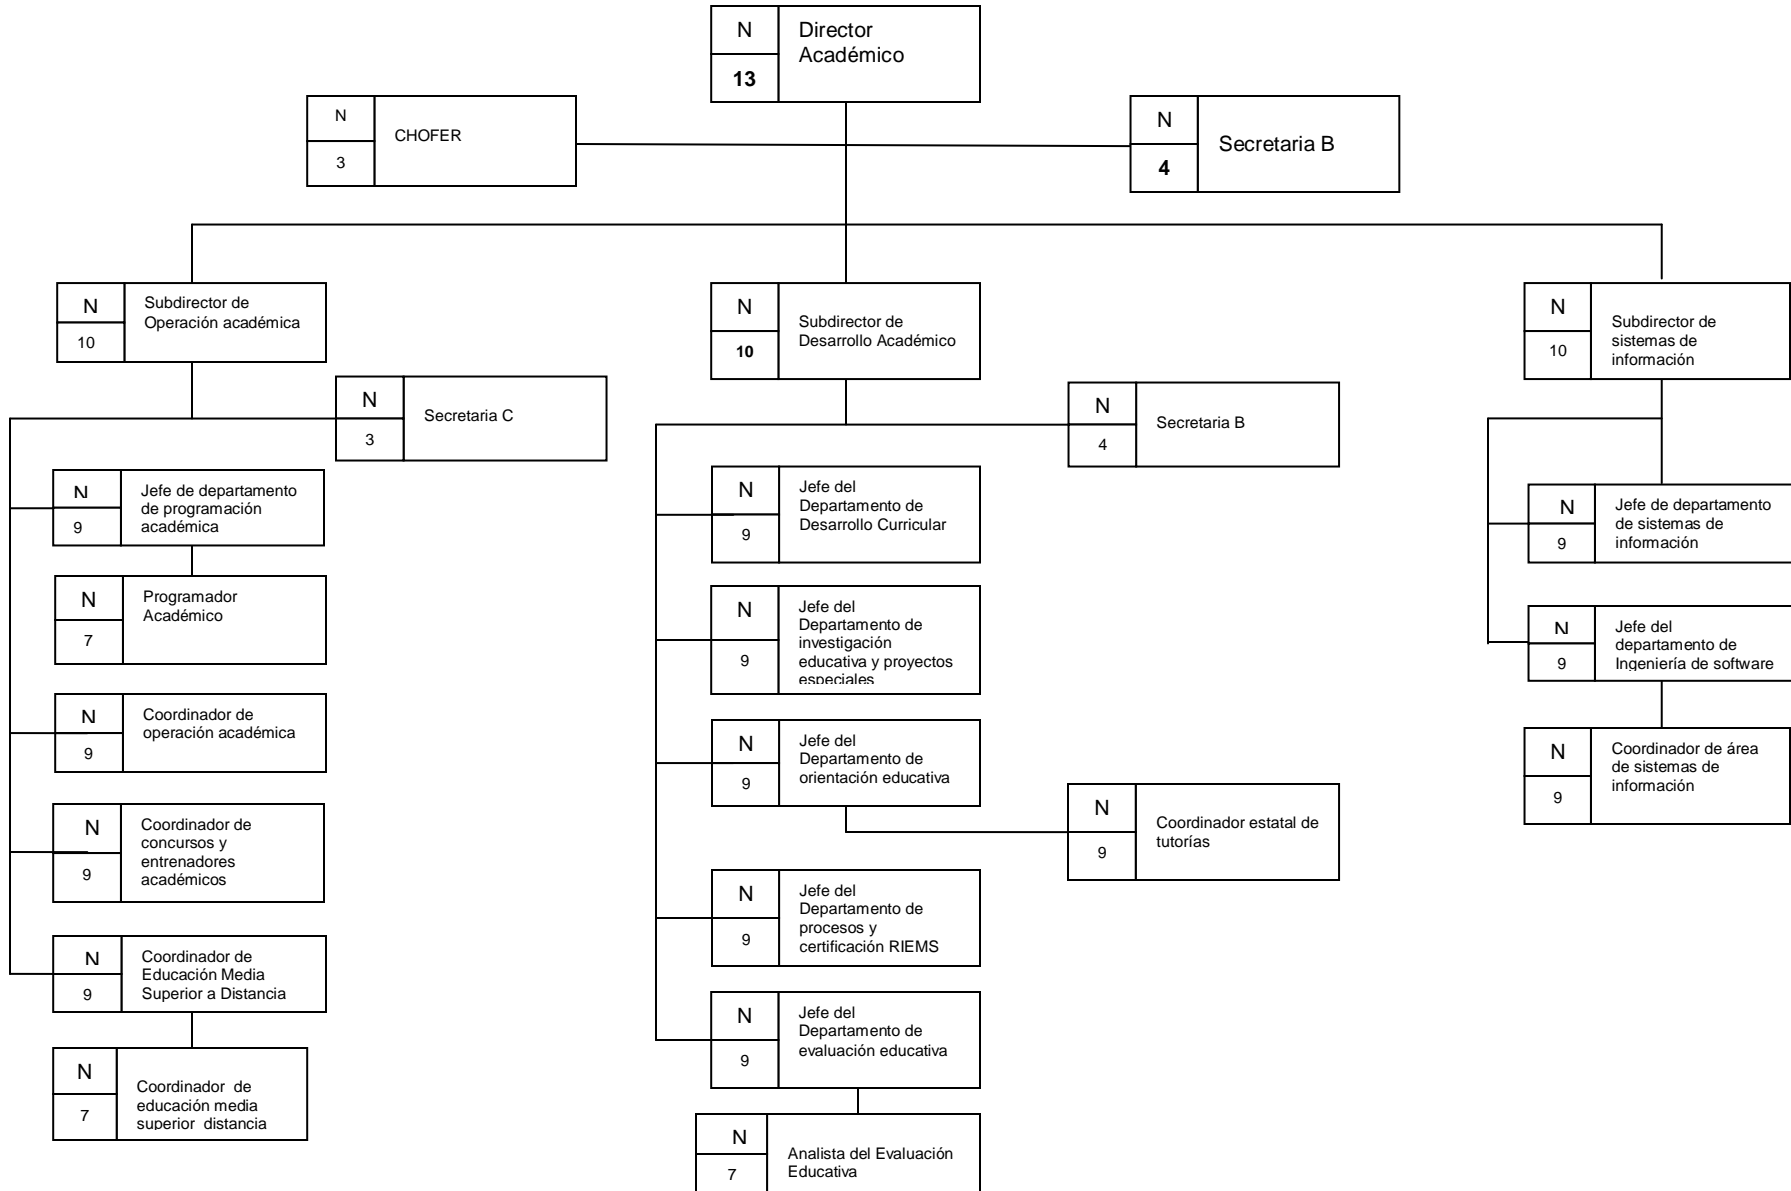 N
13
Director
Académico
N
3
CHOFER
N
4
Secretaria B
N
10
Subdirector de
Operación académica
N
10
Subdirector de
Desarrollo Académico
N
10
Subdirector de
sistemas de
información
N
3
Secretaria C
N
4
Secretaria B
N
9
Jefe de departamento
de programación
académica
N
7
Programador
Académico
N
9
Coordinador de
operación académica
N
9
Coordinador de
concursos y
entrenadores
académicos
N
9
Coordinador de
Educación Media
Superior a Distancia
N
7
Coordinador de
educación media
superior distancia
N
9
Jefe del
Departamento de
Desarrollo Curricular
N
9
Jefe del
Departamento de
investigación
educativa y proyectos
especiales
N
9
Jefe del
Departamento de
orientación educativa
N
9
Coordinador estatal de
tutorías
N
9
Jefe del
Departamento de
procesos y
certificación RIEMS
N
9
Jefe del
Departamento de
evaluación educativa
N
7
Analista del Evaluación
Educativa
N
9
Jefe de departamento
de sistemas de
información
N
9
Jefe del
departamento de
Ingeniería de software
N
9
Coordinador de área
de sistemas de
información